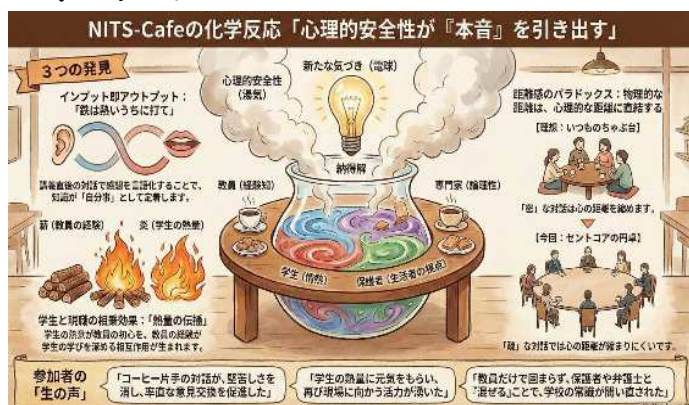 NITS-Cafeの化学反応「心理的安全性が『本音』を引き出す」
3つの発見
インプット即アウトプット：
「鉄は熱いうちに打て」
講義直後の対話で感想を言語化することで、
知識が「自分事」として定着します。
薪（教員の経験）
炎（学生の熱量）
学生と現職の相乗効果：「熱量の伝播」
学生の熱意が教員の初心を、教員の経験が
学生の学びを深める相互作用が生まれます。
心理的安全性
（湯気）
新たな気づき（電球）
納得解
教員（経験知）
専門家（論理性）
学生（情熱）
保護者（生活者の視点）
距離感のパラドックス：物理的な
距離は、心理的な距離に直結する
【理想：いつものちゃぶ台】
「密」な対話は心の距離を縮めます。
【今回：セントコアの円卓】
「疎」な対話では心の距離が縮まりにくいです。
参加者の
「生の声」
「コーヒー片手の対話が、堅苦しさを
消し、率直な意見交換を促進した」
「学生の熱量に元気をもらい、
再び現場に向かう活力が湧いた」
「教員だけで固まらず、保護者や弁護士と
『混ぜる』ことで、学校の常識が問い直された」